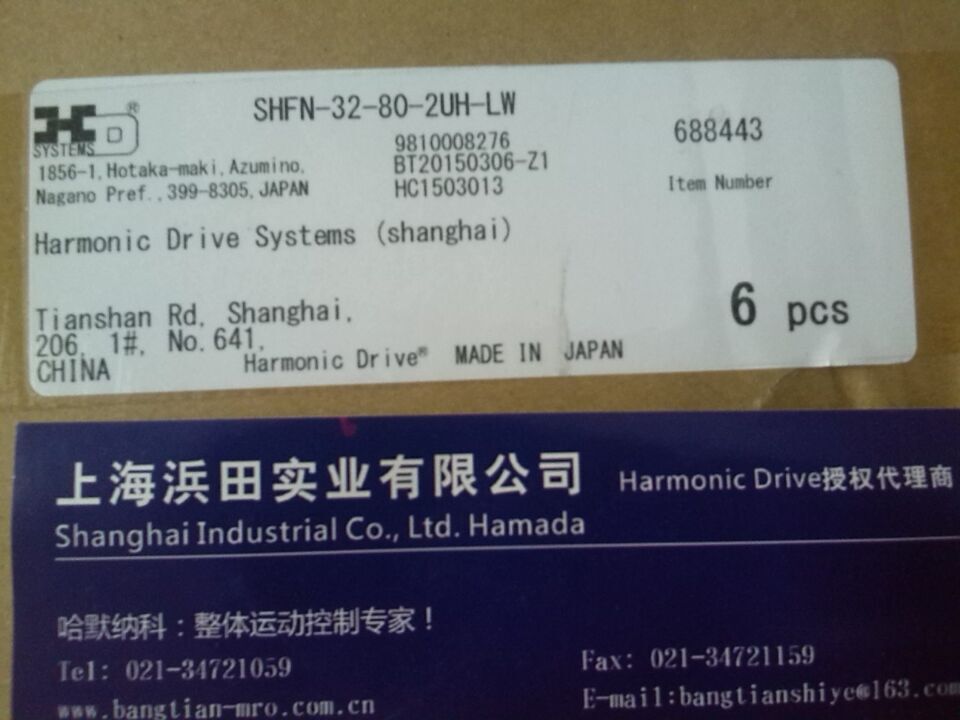 SHFN-32-80-2UH-LW
HD®
SYSTEMS
9810008276
BT20150306-Z1
HC1503013
688443
Item Number
1856-1, Hotaka-maki, Azumino,
Nagano Pref., 399-8305, JAPAN
Harmonic Drive Systems (shanghai)
Tianshan Rd, Shanghai,
206, 1#, No.641,
CHINA
6 pcs
Harmonic Drive® MADE IN JAPAN
上海浜田实业有限公司 Harmonic Drive授权代理商
Shanghai Industrial Co., Ltd. Hamada
哈默纳科：整体运动控制专家！
Tel: 021-34721059 Fax: 021-34721159
www.bangtian-mro.com.cn E-mail:bangtianshiye@163.com